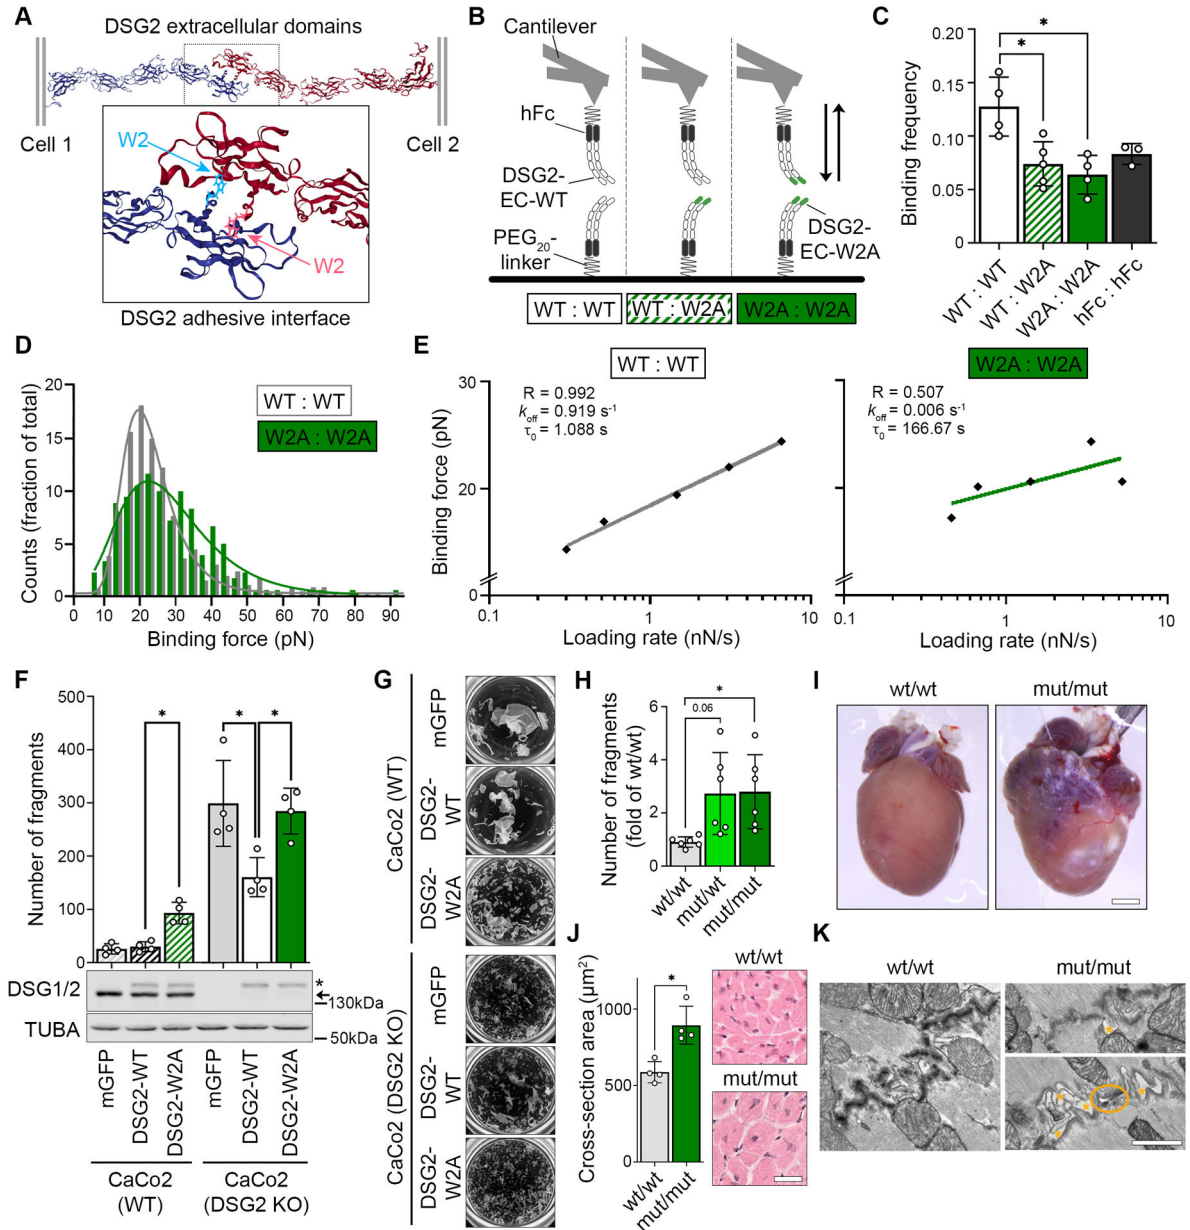 A
DSG2 extracellular domains
Cell 1
Cell 2
W2
W2
DSG2 adhesive interface
B
Cantilever
hFc
DSG2-
EC-WT
PEG20-
linker
DSG2-
EC-W2A
WT : WT
WT : W2A
W2A : W2A
C
Binding frequency
0.20
0.15
0.10
0.05
0
*
*
WT : WT
WT : W2A
W2A : W2A
hFc : hFc
D
Counts (fraction of total)
20
15
10
5
0
WT : WT
W2A : W2A
0 10 20 30 40 50 60 70 80 90
Binding force (pN)
E
WT : WT
Binding force (pN)
30
20
0
R = 0.992
koff = 0.919 s-1
τ0 = 1.088 s
0.1 1 10
Loading rate (nN/s)
W2A : W2A
R = 0.507
koff = 0.006 s-1
τ0 = 166.67 s
0.1 1 10
Loading rate (nN/s)
F
Number of fragments
500
400
300
200
100
0
*
*
*
DSG1/2
*
130kDa
TUBA
50kDa
mGFP
DSG2-WT
DSG2-W2A
mGFP
DSG2-WT
DSG2-W2A
CaCo2
(WT)
CaCo2
(DSG2 KO)
G
CaCo2 (WT)
mGFP
DSG2-
WT
DSG2-
W2A
CaCo2 (DSG2 KO)
mGFP
DSG2-
WT
DSG2-
W2A
H
Number of fragments
(fold of wt/wt)
6
4
2
0
0.06
*
wt/wt
mut/wt
mut/mut
I
wt/wt
mut/mut
J
Cross-section area (µm2)
1000
500
0
*
wt/wt
mut/mut
wt/wt
mut/mut
K
wt/wt
mut/mut
*
*
*
*
*